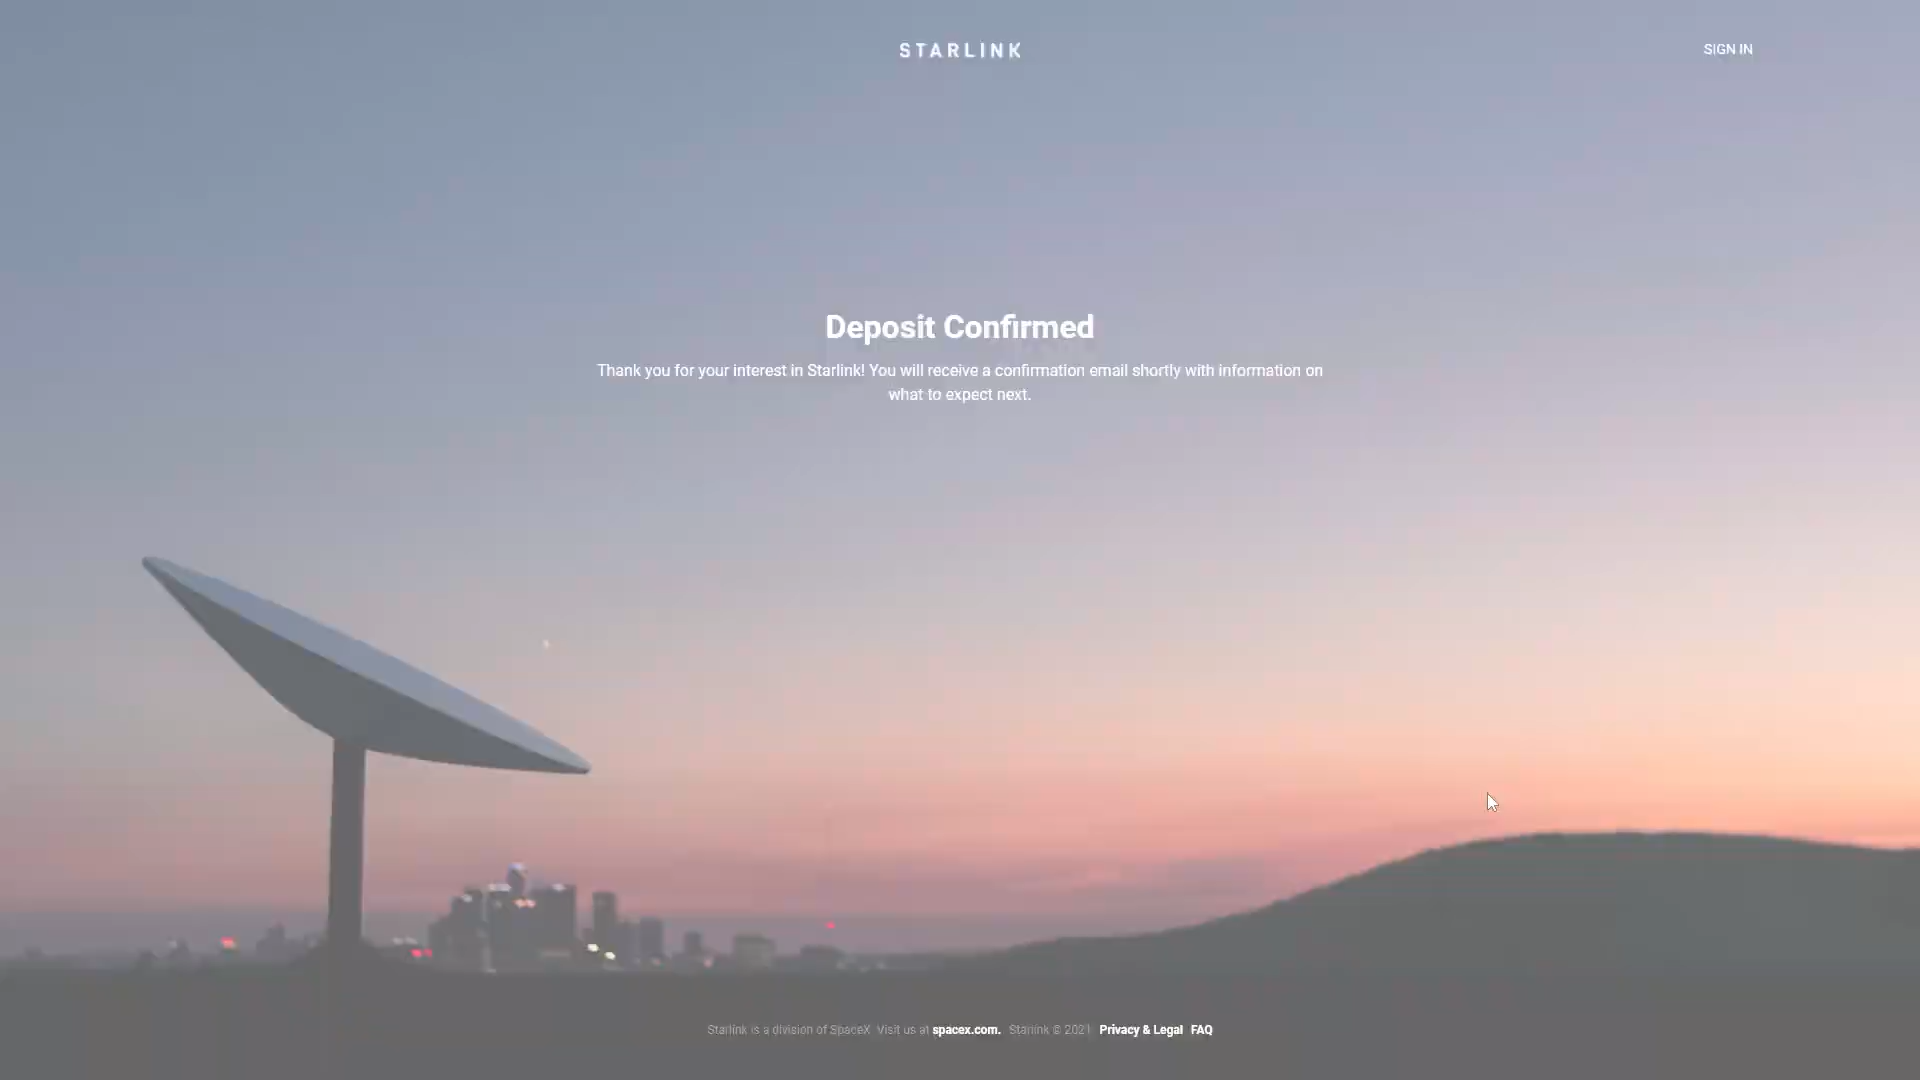 STARLINK
SIGN IN
Deposit Confirmed
Thank you for your interest in Starlink! You will receive a confirmation email shortly with information on
what to expect next.
Starlink is a division of SpaceX. Visit us at spacex.com. Starlink © 2021 Privacy & Legal FAQ